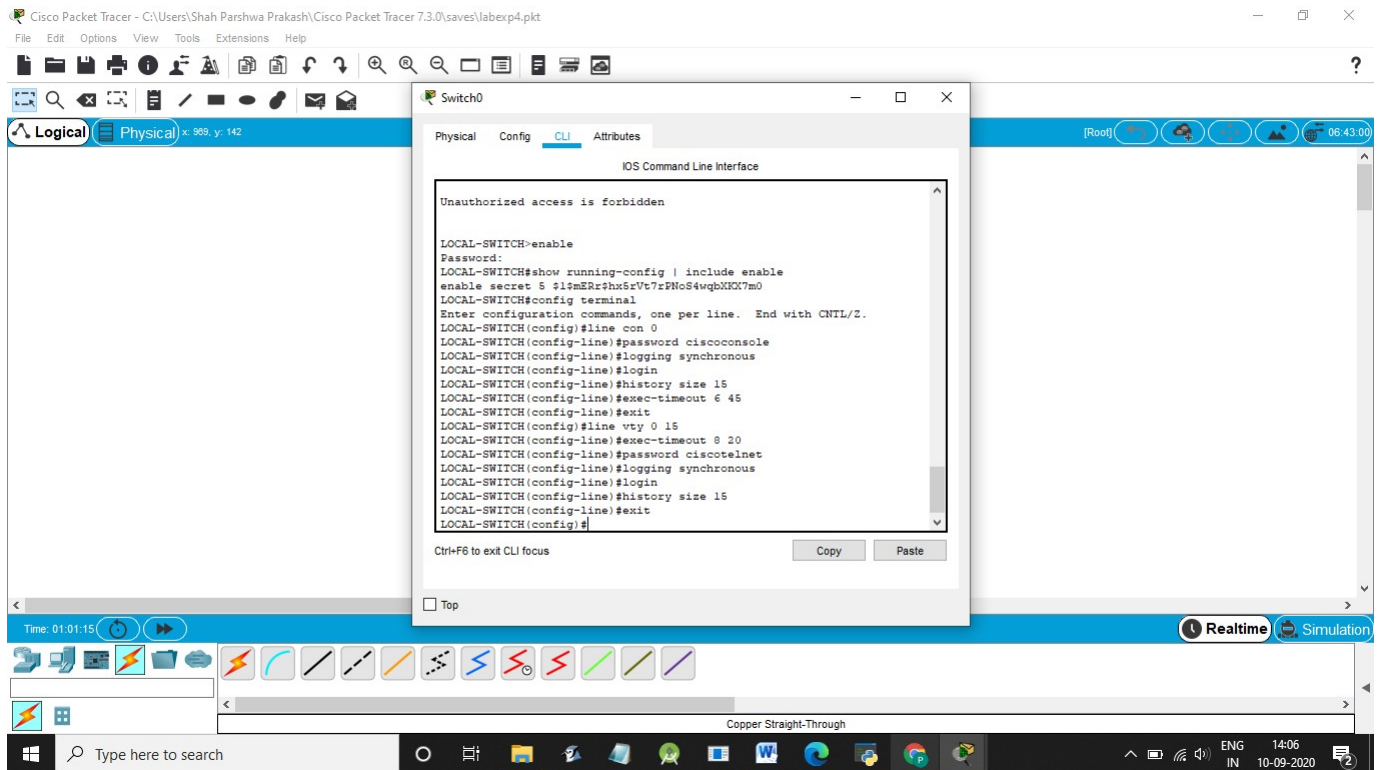 Cisco Packet Tracer - C:\Users\Shah Parshwa Prakash\Cisco Packet Tracer 7.3.0\saves\labexp4.pkt
File Edit Options View Tools Extensions Help
?
Logical
Physical
x: 969, y: 142
[Root]
06:43:00
Switch0
Physical Config CLI Attributes
IOS Command Line Interface
Unauthorized access is forbidden
LOCAL-SWITCH>enable
Password:
LOCAL-SWITCH#show running-config | include enable
enable secret 5 $1$mERr$hx5rVt7rPNoS4wqbXKX7m0
LOCAL-SWITCH#config terminal
Enter configuration commands, one per line.  End with CNTL/Z.
LOCAL-SWITCH(config)#line con 0
LOCAL-SWITCH(config-line)#password ciscoconsole
LOCAL-SWITCH(config-line)#logging synchronous
LOCAL-SWITCH(config-line)#login
LOCAL-SWITCH(config-line)#history size 15
LOCAL-SWITCH(config-line)#exec-timeout 6 45
LOCAL-SWITCH(config-line)#exit
LOCAL-SWITCH(config)#line vty 0 15
LOCAL-SWITCH(config-line)#exec-timeout 8 20
LOCAL-SWITCH(config-line)#password ciscotelnet
LOCAL-SWITCH(config-line)#logging synchronous
LOCAL-SWITCH(config-line)#login
LOCAL-SWITCH(config-line)#history size 15
LOCAL-SWITCH(config-line)#exit
LOCAL-SWITCH(config)#
Ctrl+F6 to exit CLI focus
Copy
Paste
Top
Time: 01:01:15
Realtime
Simulation
Copper Straight-Through
Type here to search
ENG
IN
14:06
10-09-2020
2